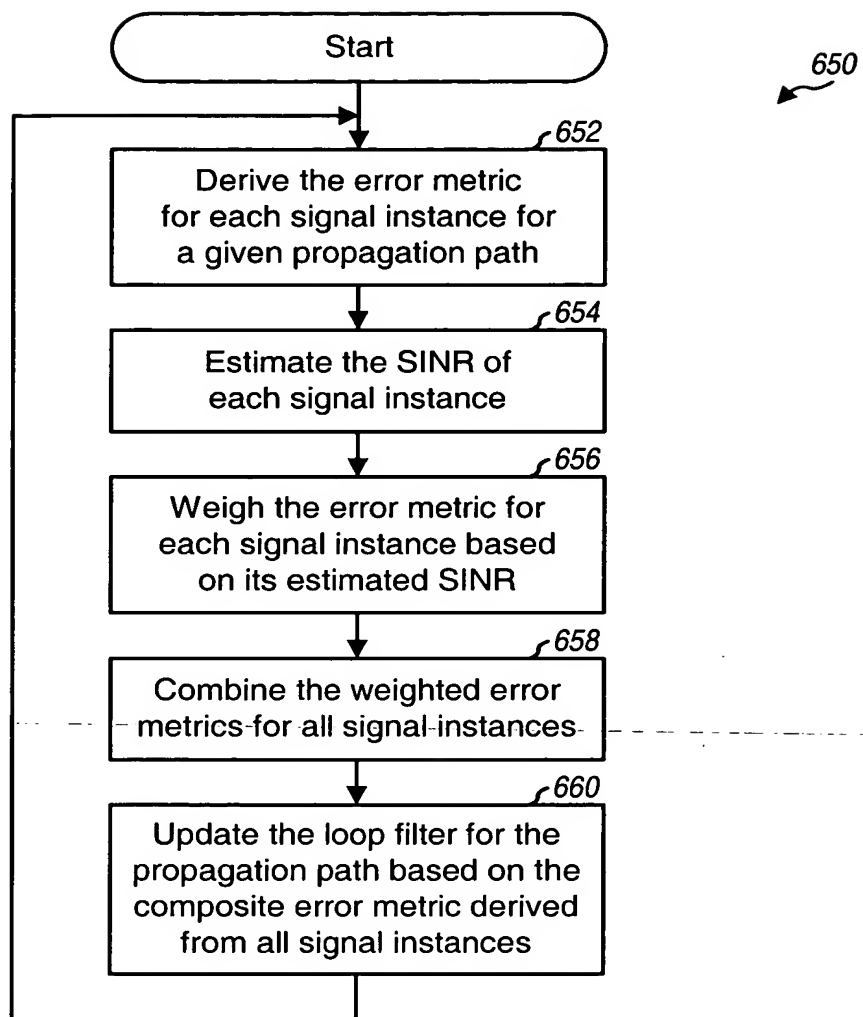 Start
650
652
Derive the error metric
for each signal instance for
a given propagation path
654
Estimate the SINR of
each signal instance
656
Weigh the error metric for
each signal instance based
on its estimated SINR
658
Combine the weighted error
metrics for all signal instances
660
Update the loop filter for the
propagation path based on the
composite error metric derived
from all signal instances